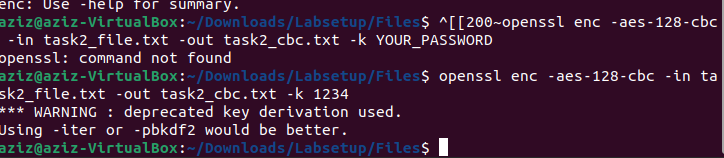 enc: Use -help for summary.
aziz@aziz-VirtualBox:~/Downloads/Labsetup/Files$ ^[[200~openssl enc -aes-128-cbc
 -in task2_file.txt -out task2_cbc.txt -k YOUR_PASSWORD
openssl: command not found
aziz@aziz-VirtualBox:~/Downloads/Labsetup/Files$ openssl enc -aes-128-cbc -in ta
sk2_file.txt -out task2_cbc.txt -k 1234
*** WARNING : deprecated key derivation used.
Using -iter or -pbkdf2 would be better.
aziz@aziz-VirtualBox:~/Downloads/Labsetup/Files$